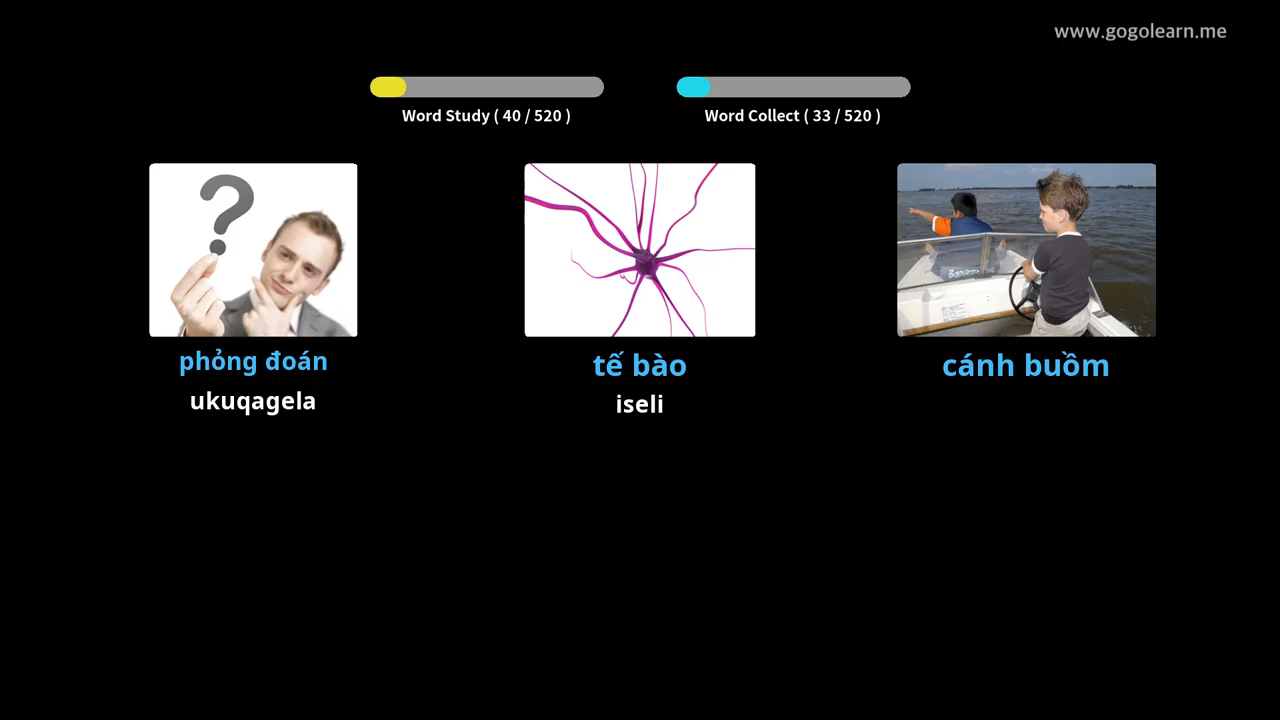 www.gogolearn.me
Word Study ( 40 / 520 )
Word Collect ( 33 / 520 )
phỏng đoán
ukuqagela
tế bào
iseli
cánh buồm